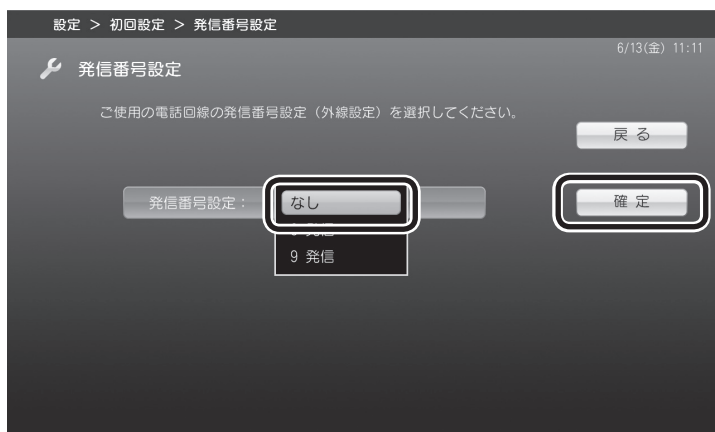 設定 > 初回設定 > 発信番号設定
6/13(金) 11:11
発信番号設定
ご使用の電話回線の発信番号設定（外線設定）を選択してください。
戻る
発信番号設定：
なし
確定
発信
9 発信